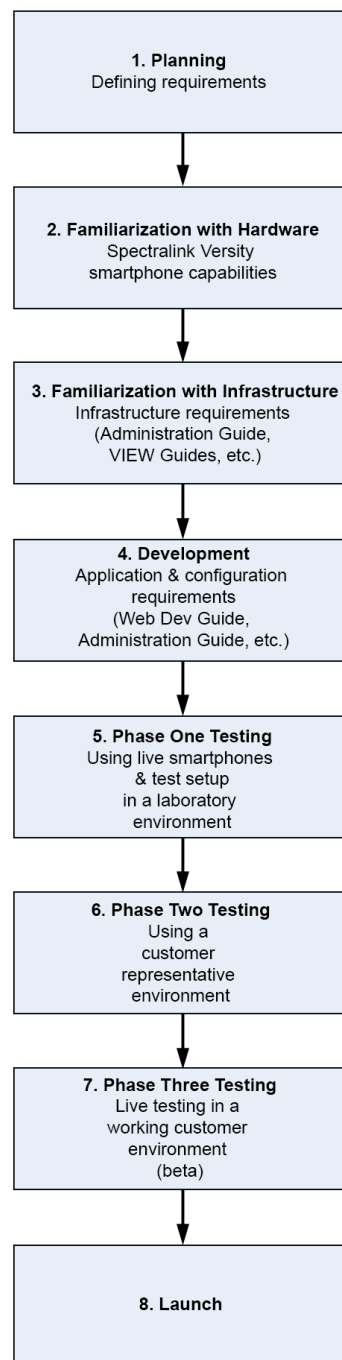 1. Planning
Defining requirements
2. Familiarization with Hardware
Spectralink Versity
smartphone capabilities
3. Familiarization with Infrastructure
Infrastructure requirements
(Administration Guide,
VIEW Guides, etc.)
4. Development
Application & configuration
requirements
(Web Dev Guide,
Administration Guide, etc.)
5. Phase One Testing
Using live smartphones
& test setup
in a laboratory
environment
6. Phase Two Testing
Using a
customer
representative
environment
7. Phase Three Testing
Live testing in a
working customer
environment
(beta)
8. Launch